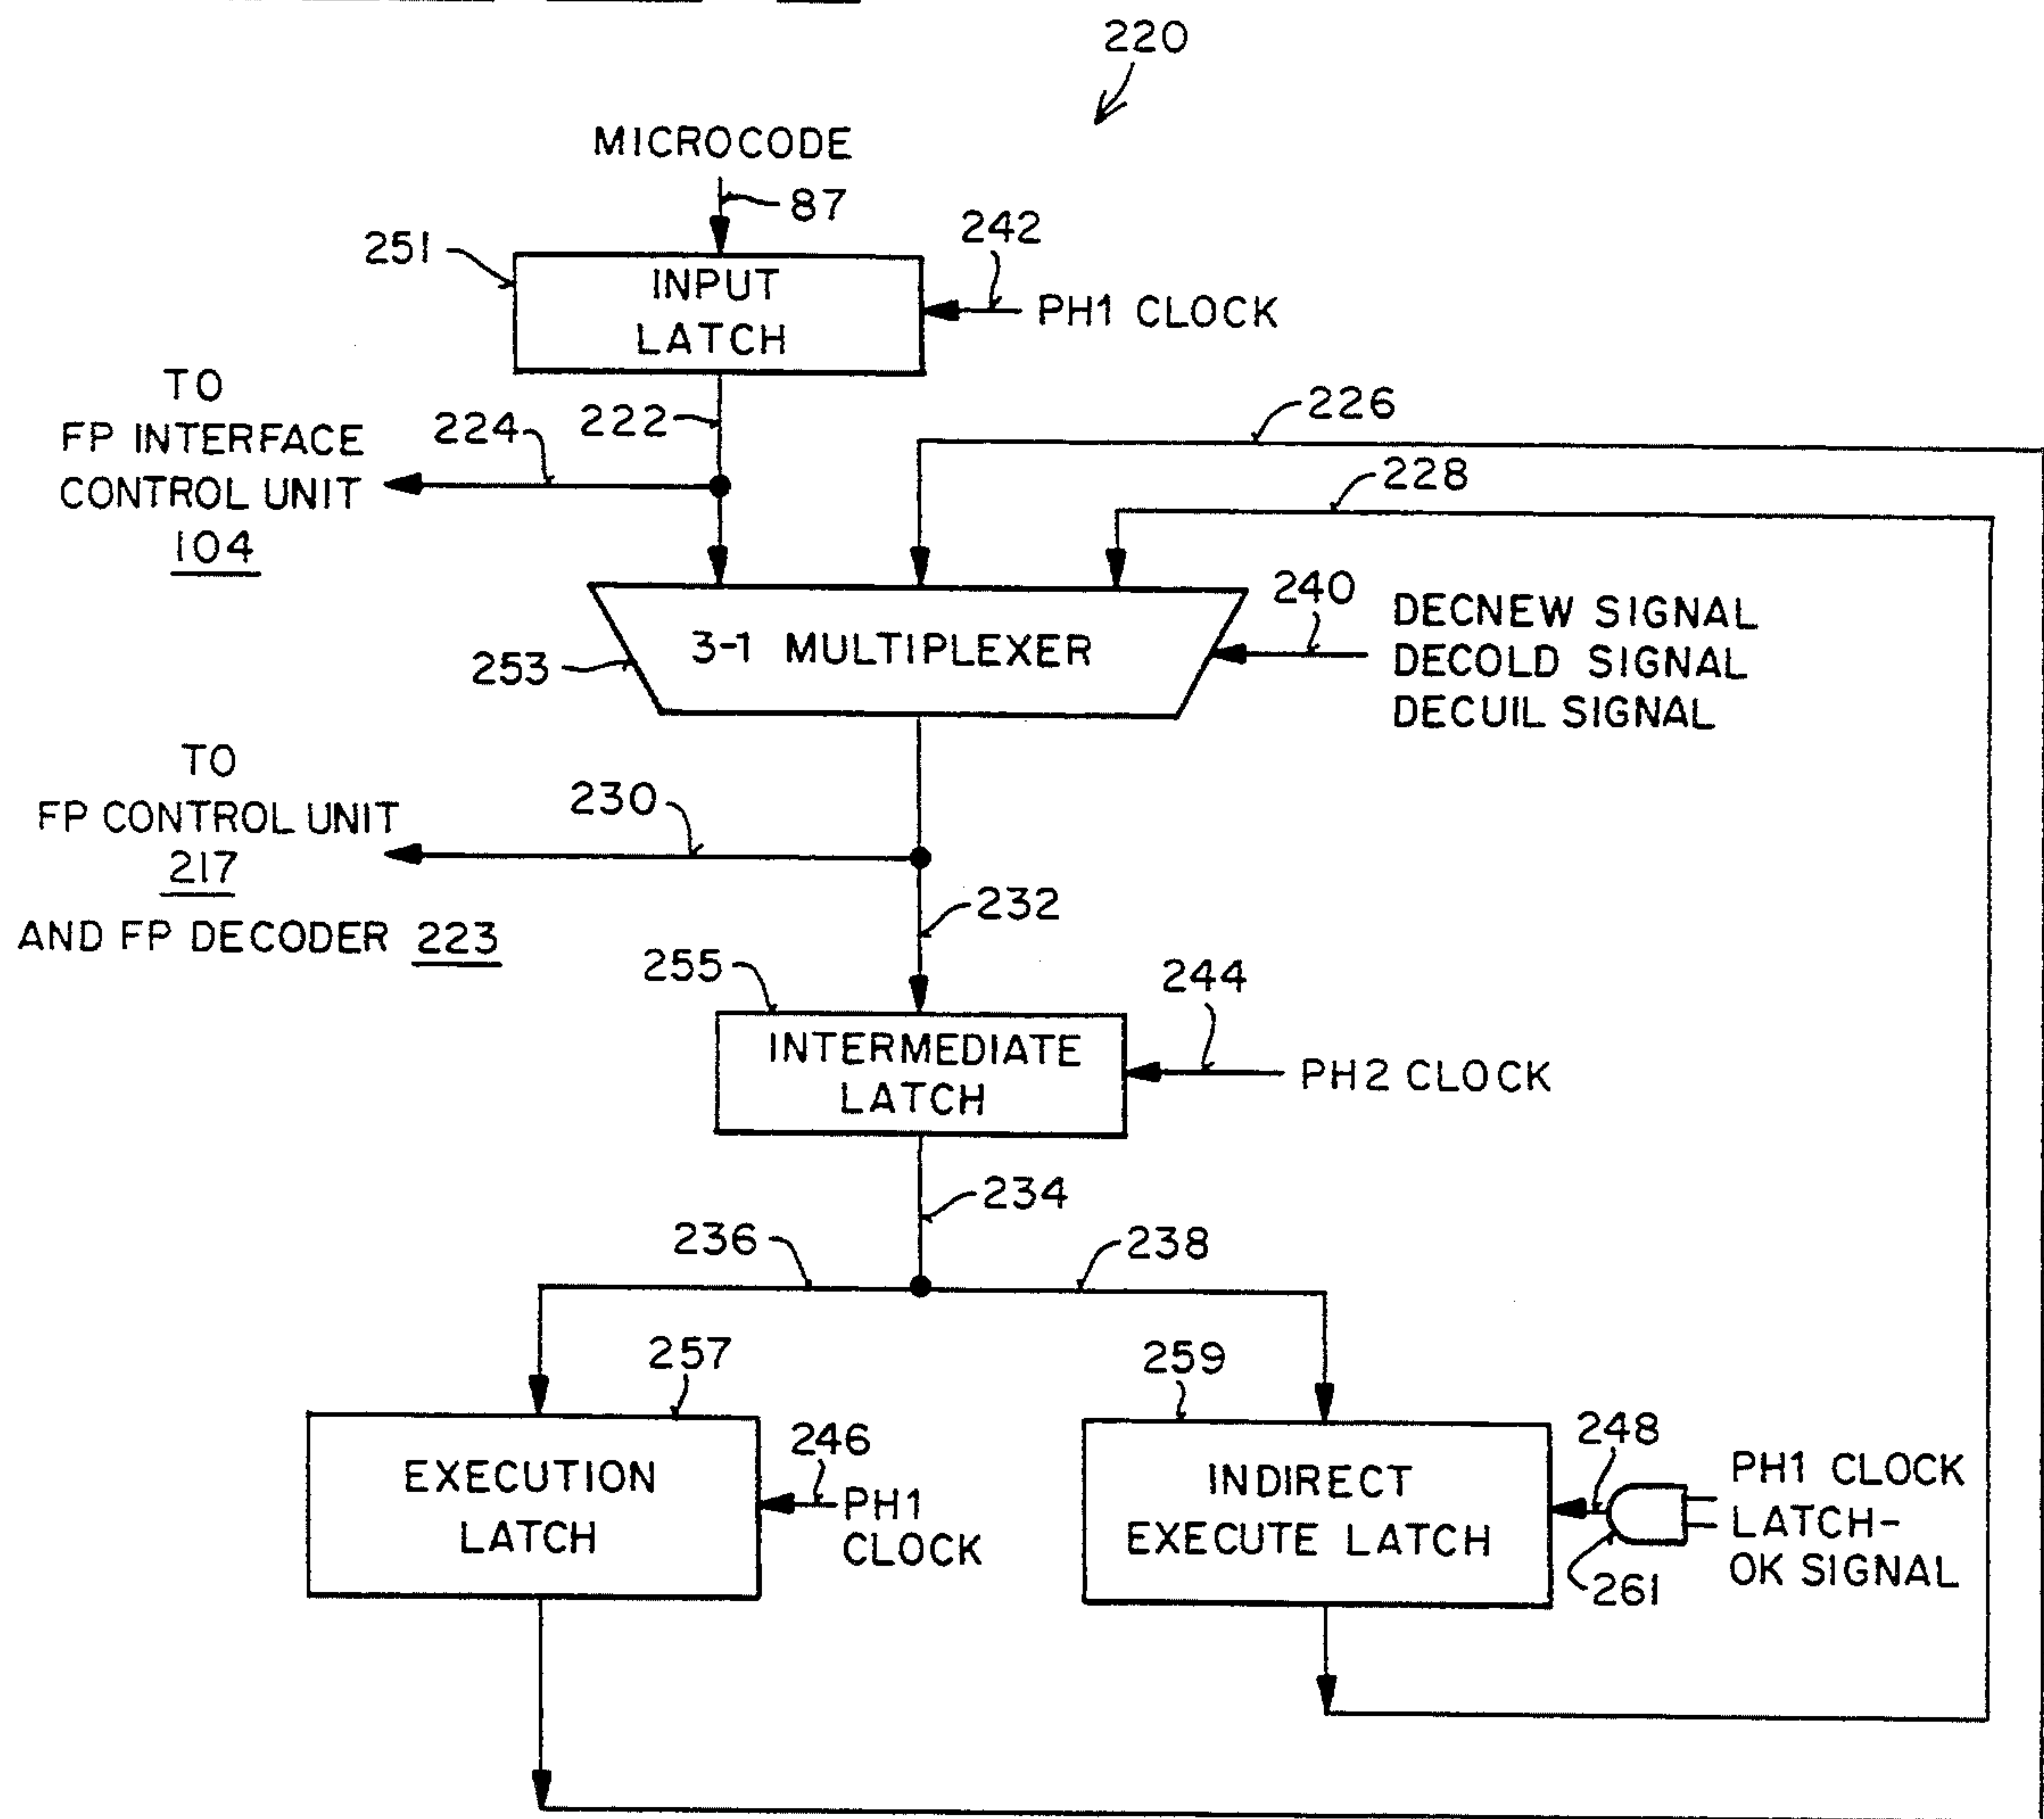 220
MICROCODE
87
251
INPUT
LATCH
242
PH1 CLOCK
TO
FP INTERFACE
CONTROL UNIT
104
224
222
226
228
3-1 MULTIPLEXER
253
240
DECNEW SIGNAL
DECOLD SIGNAL
DECUIL SIGNAL
TO
FP CONTROL UNIT
217
AND FP DECODER 223
230
232
255
INTERMEDIATE
LATCH
244
PH2 CLOCK
234
236
238
257
EXECUTION
LATCH
246
PH1
CLOCK
259
INDIRECT
EXECUTE LATCH
248
261
PH1 CLOCK
LATCH-
OK SIGNAL